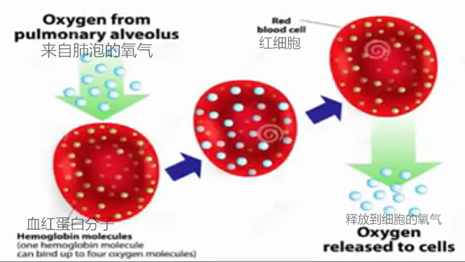 Oxygen from
pulmonary alveolus
来自肺泡的氧气
Red
blood cell
红细胞
血红蛋白分子
Hemoglobin molecules
(one hemoglobin molecule
can bind up to four oxygen molecules)
释放到细胞的氧气
Oxygen
released to cells